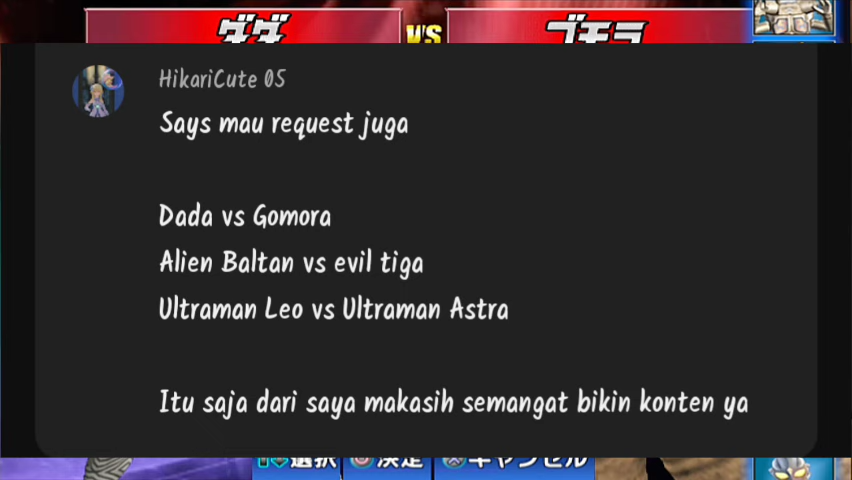 ダダ VS ゴモラ
HikariCute 05
Says mau request juga
Dada vs Gomora
Alien Baltan vs evil tiga
Ultraman Leo vs Ultraman Astra
Itu saja dari saya makasih semangat bikin konten ya
選択 決定 キャンセル